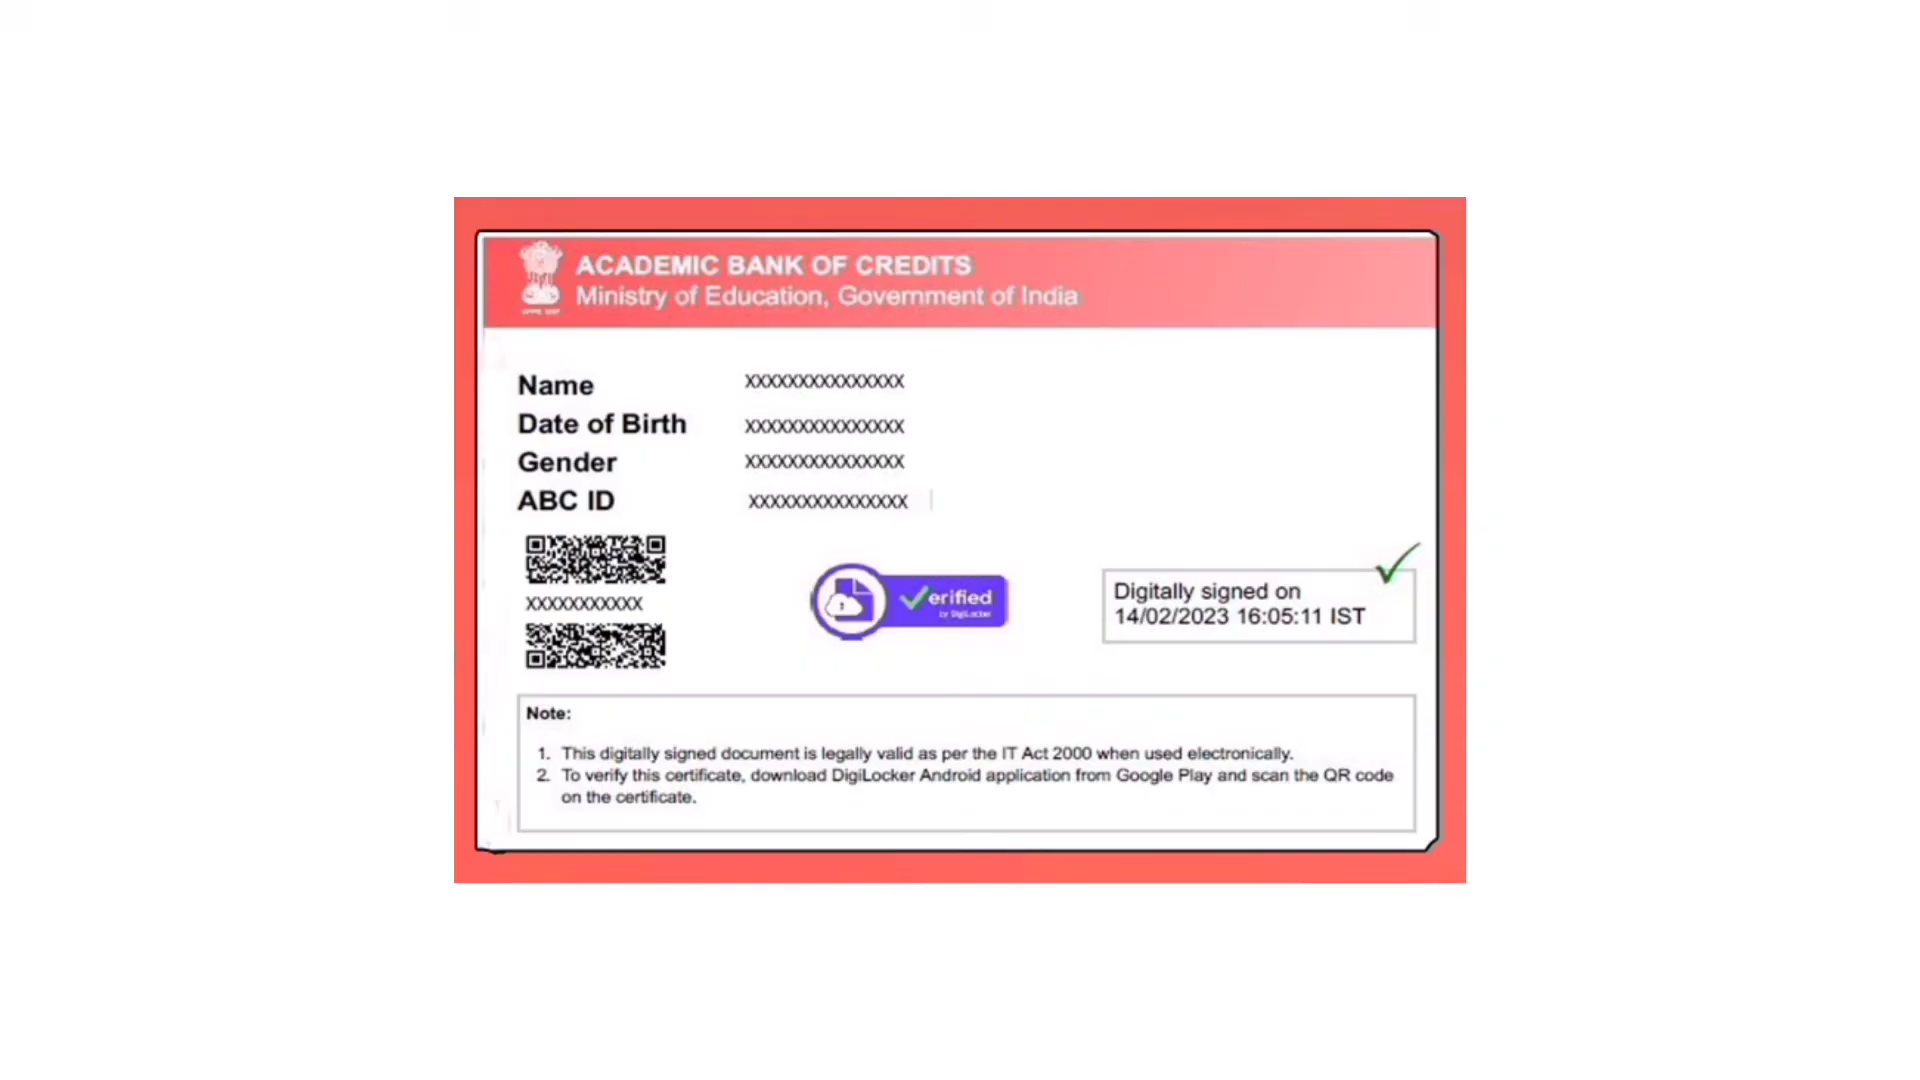 ACADEMIC BANK OF CREDITS
Ministry of Education, Government of India
Name XXXXXXXXXXXXXXX
Date of Birth XXXXXXXXXXXXXXX
Gender XXXXXXXXXXXXXXX
ABC ID XXXXXXXXXXXXXXX
XXXXXXXXXXX
Verified
by DigiLocker
Digitally signed on
14/02/2023 16:05:11 IST
Note:
1. This digitally signed document is legally valid as per the IT Act 2000 when used electronically.
2. To verify this certificate, download DigiLocker Android application from Google Play and scan the QR code
on the certificate.